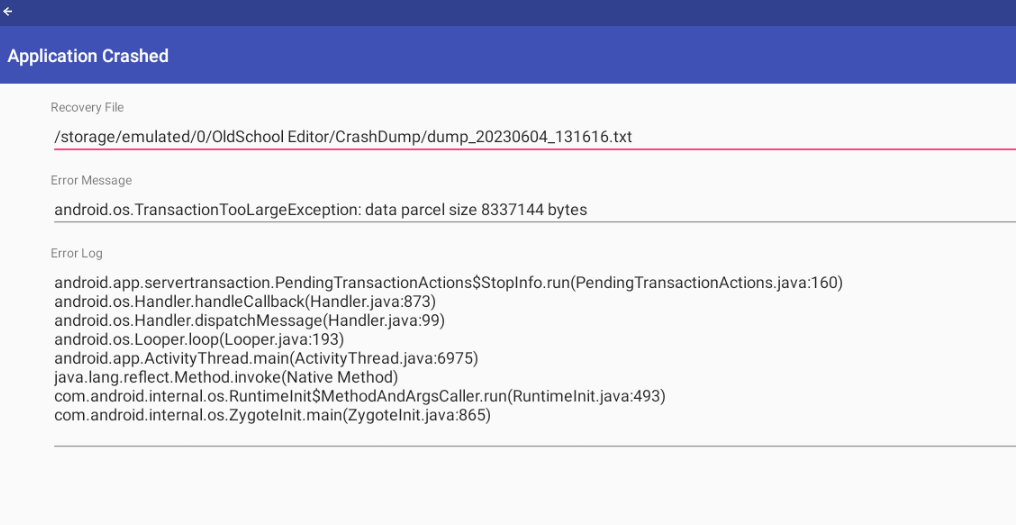 Application Crashed
Recovery File
/storage/emulated/0/OldSchool Editor/CrashDump/dump_20230604_131616.txt
Error Message
android.os.TransactionTooLargeException: data parcel size 8337144 bytes
Error Log
android.app.servertransaction.PendingTransactionActions$StopInfo.run(PendingTransactionActions.java:160)
android.os.Handler.handleCallback(Handler.java:873)
android.os.Handler.dispatchMessage(Handler.java:99)
android.os.Looper.loop(Looper.java:193)
android.app.ActivityThread.main(ActivityThread.java:6975)
java.lang.reflect.Method.invoke(Native Method)
com.android.internal.os.RuntimeInit$MethodAndArgsCaller.run(RuntimeInit.java:493)
com.android.internal.os.ZygoteInit.main(ZygoteInit.java:865)